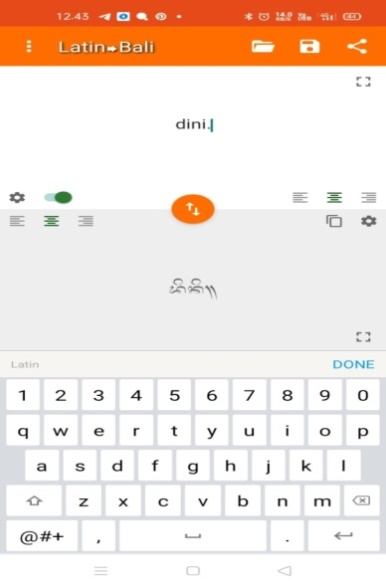 12.43
Latin➡Bali
dini.
ᬤᬶᬦᬶ᭟
Latin DONE
1 2 3 4 5 6 7 8 9 0
q w e r t y u i o p
a s d f g h j k l
z x c v b n m
@#+ , .